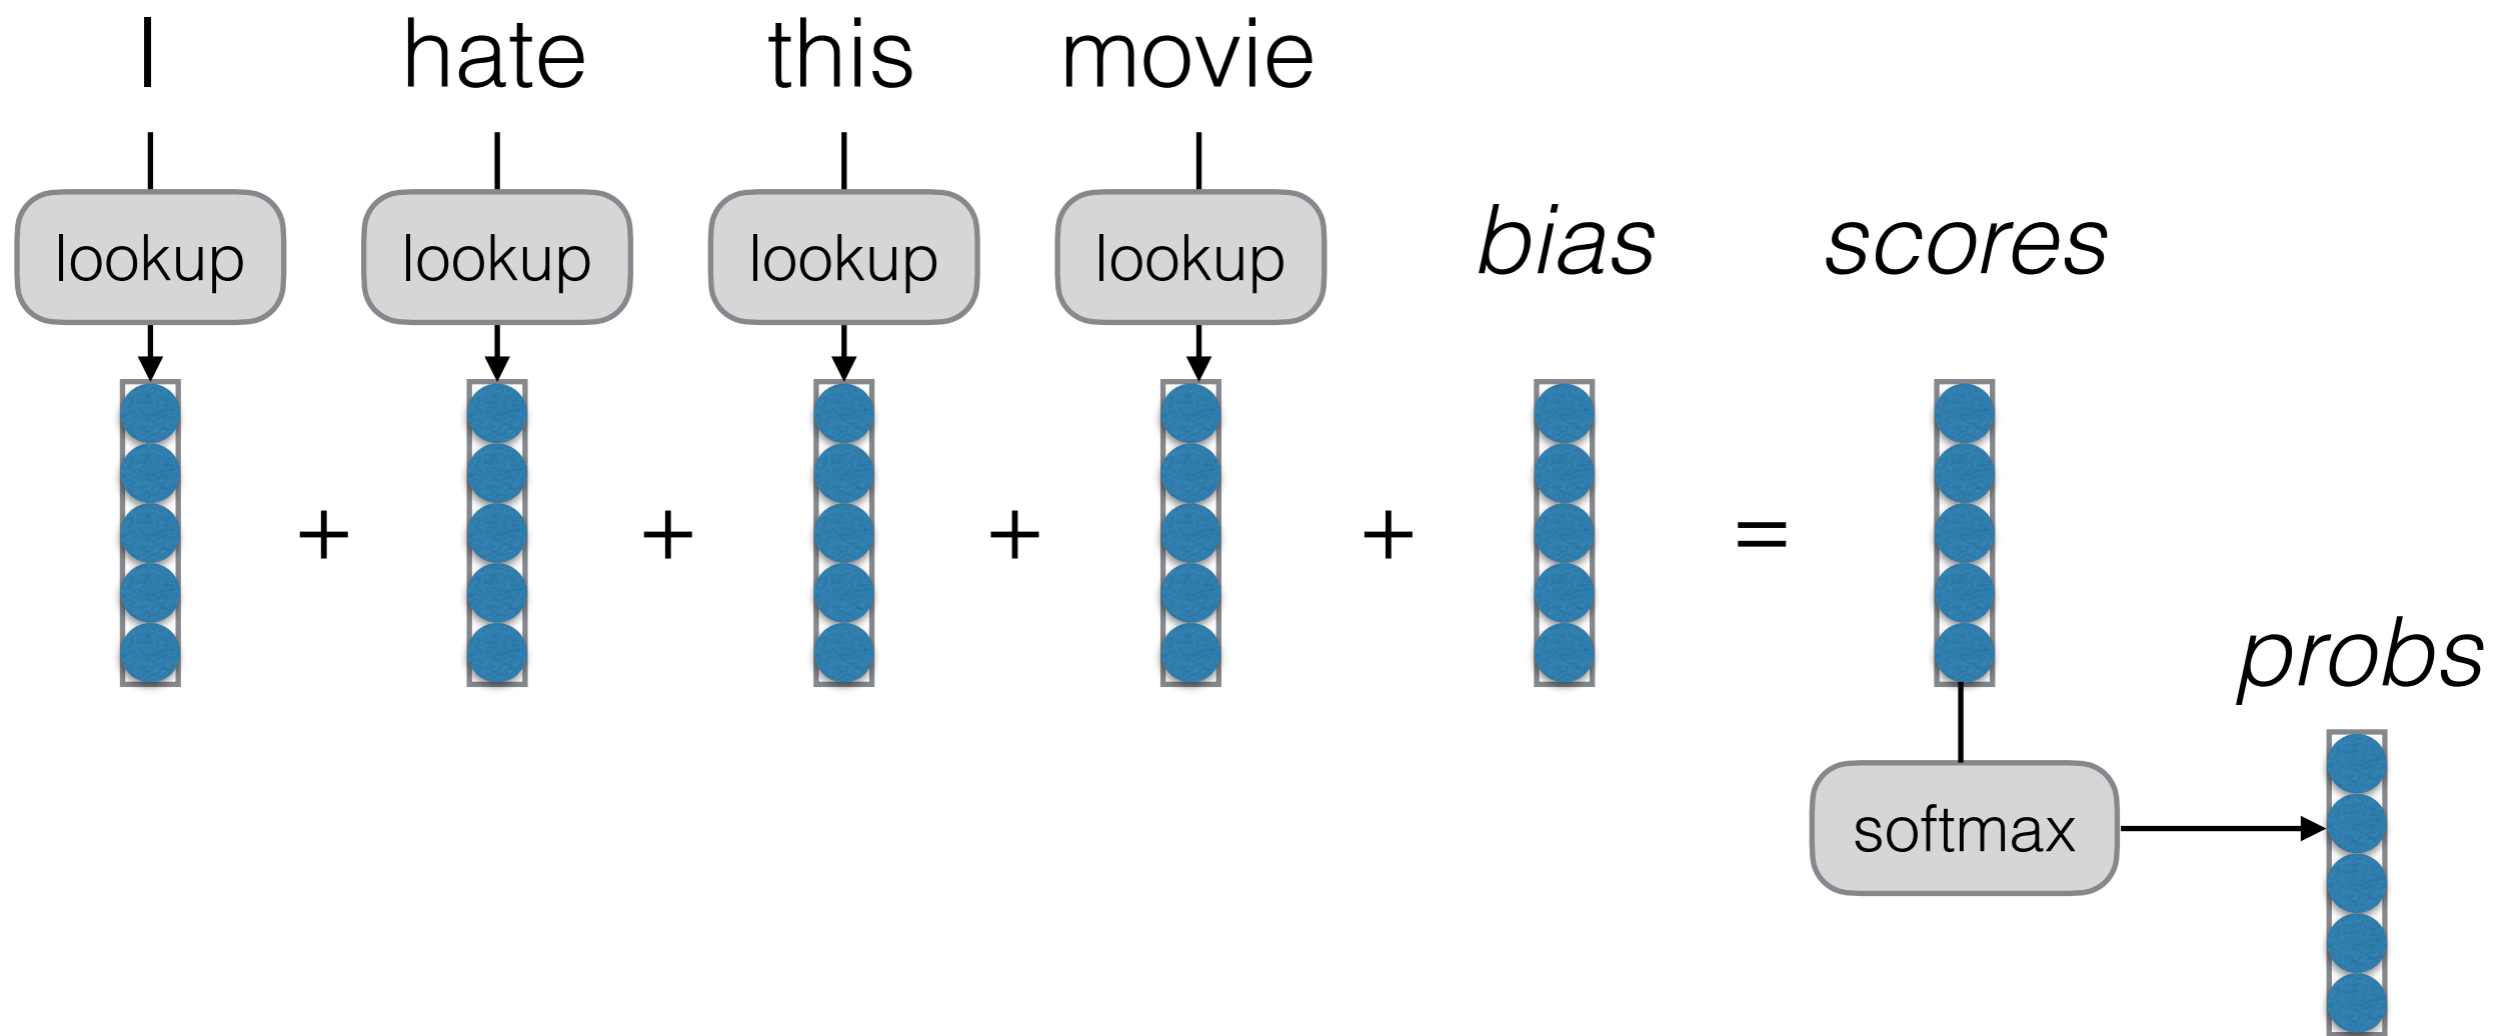 I hate this movie
lookup lookup lookup lookup
bias scores
+ + + + =
probs
softmax